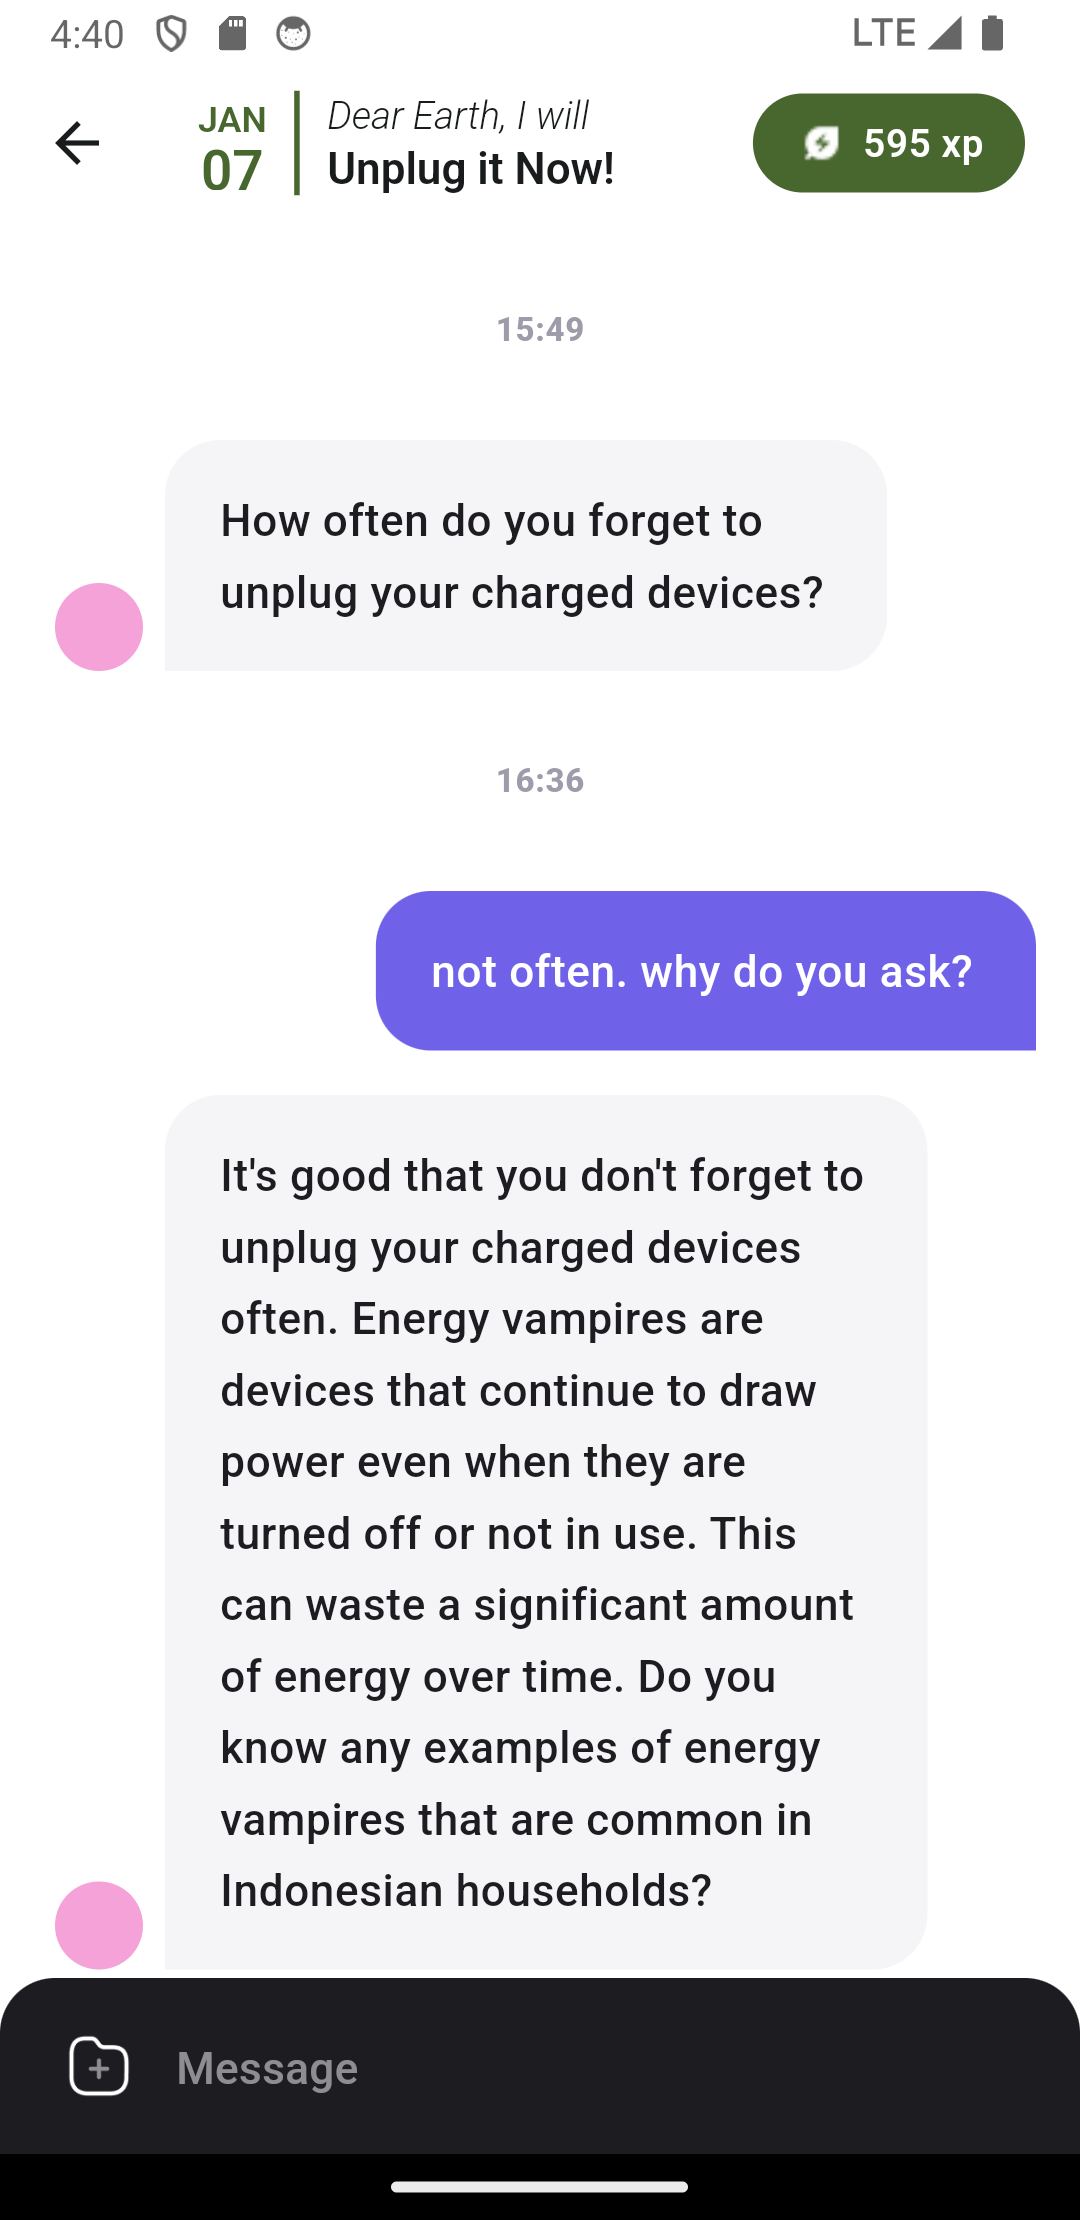 4:40
LTE
JAN
07
Dear Earth, I will
Unplug it Now!
595 xp
15:49
How often do you forget to
unplug your charged devices?
16:36
not often. why do you ask?
It's good that you don't forget to
unplug your charged devices
often. Energy vampires are
devices that continue to draw
power even when they are
turned off or not in use. This
can waste a significant amount
of energy over time. Do you
know any examples of energy
vampires that are common in
Indonesian households?
Message